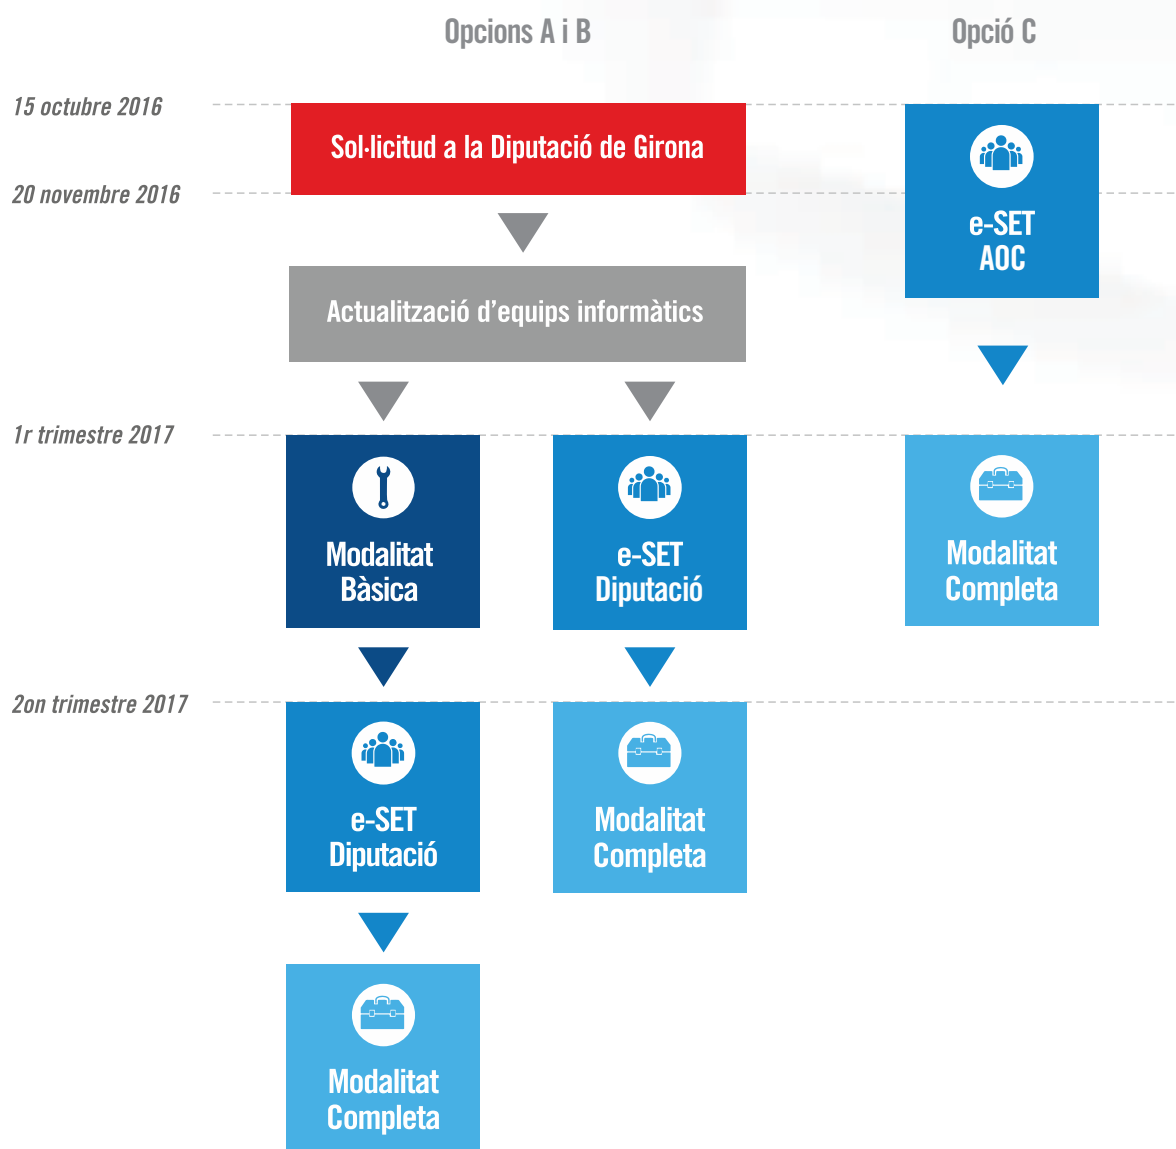 Opcions A i B
Opció C
15 octubre 2016
Sol·licitud a la Diputació de Girona
20 novembre 2016
e-SET
AOC
Actualització d'equips informàtics
1r trimestre 2017
Modalitat
Bàsica
e-SET
Diputació
Modalitat
Completa
2on trimestre 2017
e-SET
Diputació
Modalitat
Completa
Modalitat
Completa